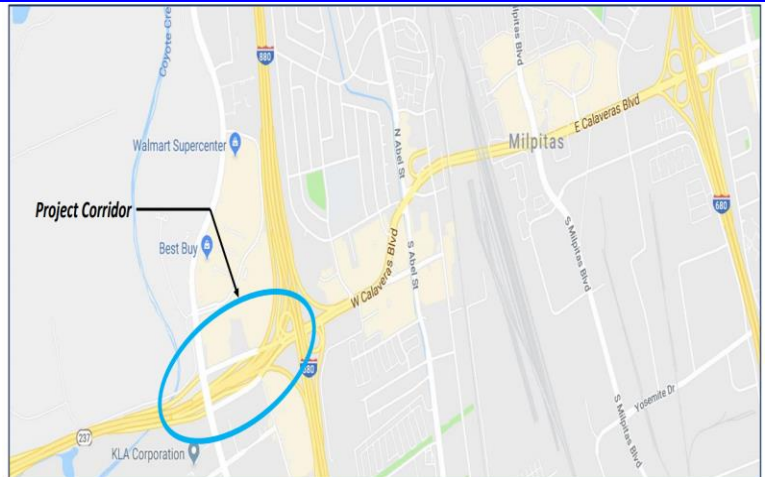 Coyote Cre
880
Milpitas Blvd
Walmart Supercenter
E Calaveras Blvd
Milpitas
N Abel St
Project Corridor
680
Best Buy
S Abel St
S Milpitas Blvd
W Calaveras Blvd
880
Yosemite Dr
S Milpitas Blvd
237
KLA Corporation